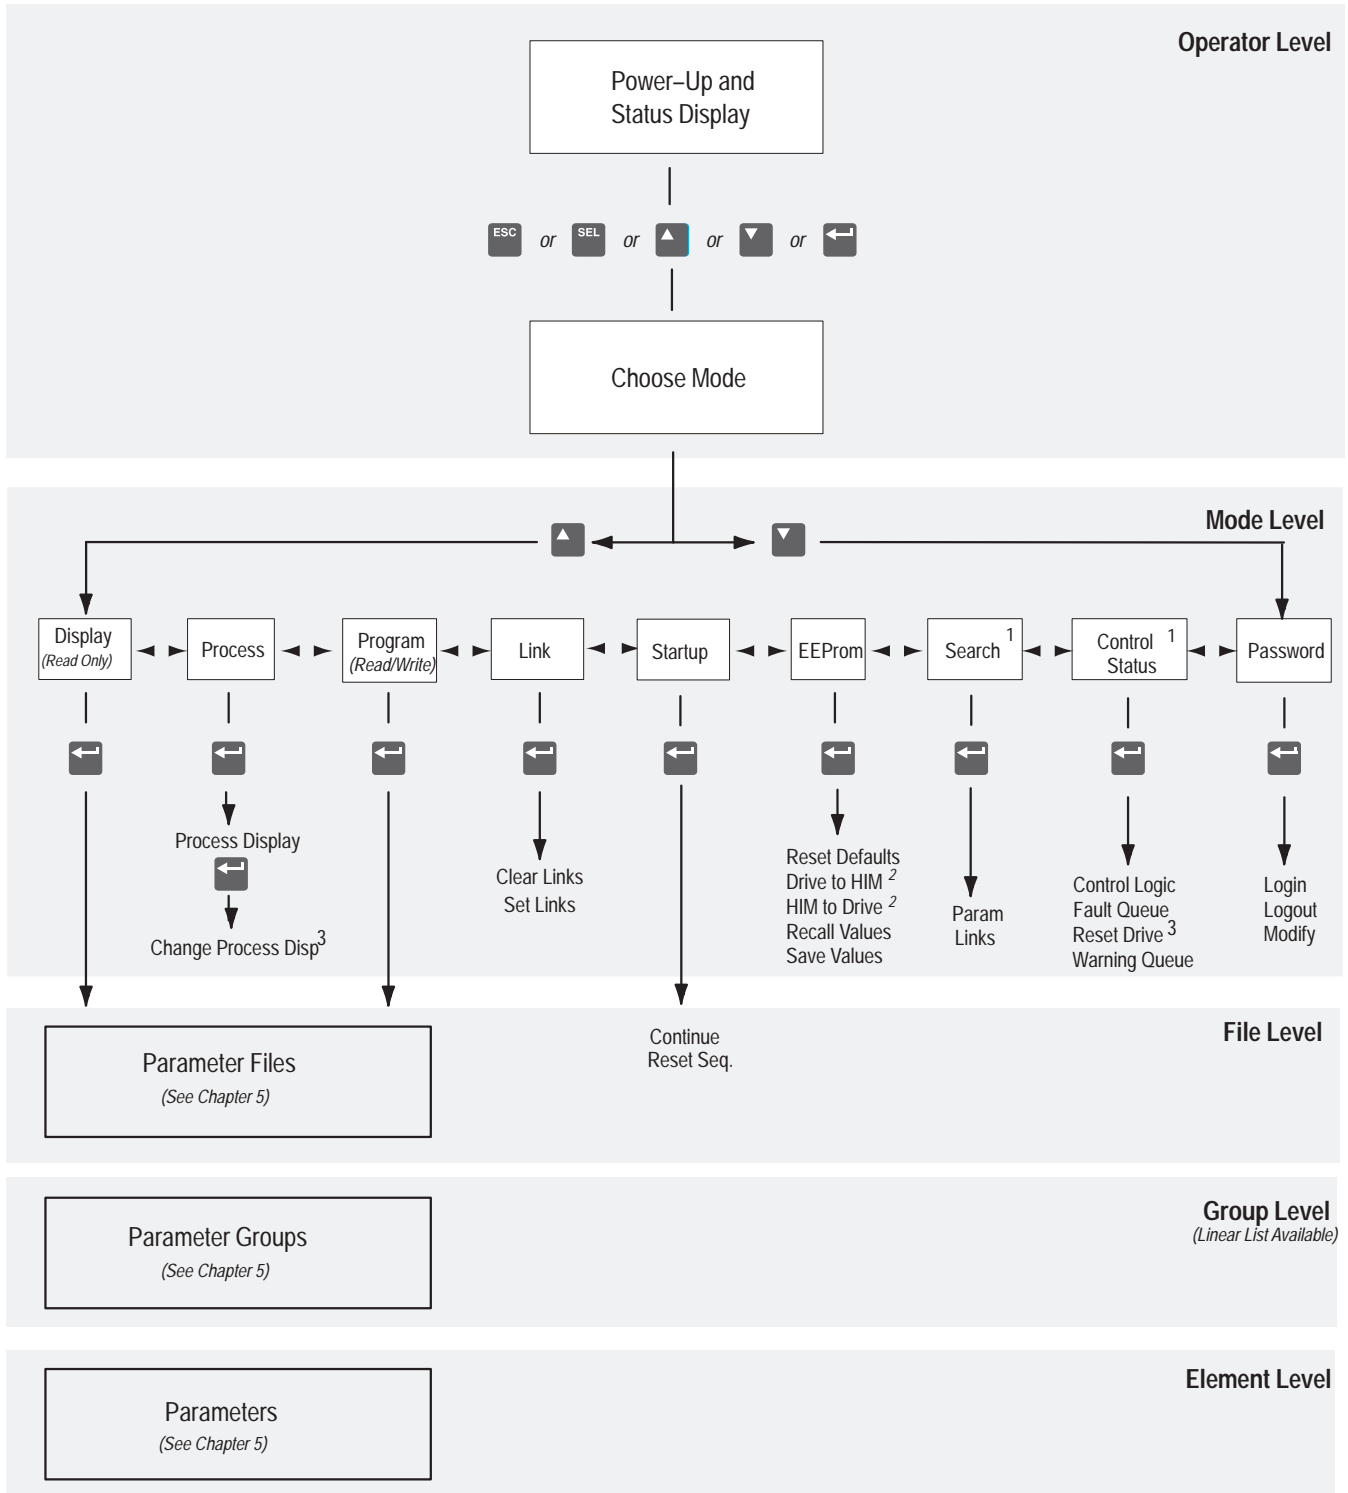 Operator Level
Power–Up and
Status Display
ESC or SEL or or or
Choose Mode
Mode Level
Display
(Read Only)
Process
Program
(Read/Write)
Link
Startup
EEProm
Search 1
Control 1
Status
Password
Process Display
Change Process Disp 3
Clear Links
Set Links
Reset Defaults
Drive to HIM 2
HIM to Drive 2
Recall Values
Save Values
Param
Links
Control Logic
Fault Queue
Reset Drive 3
Warning Queue
Login
Logout
Modify
File Level
Parameter Files
(See Chapter 5)
Continue
Reset Seq.
Group Level
(Linear List Available)
Parameter Groups
(See Chapter 5)
Element Level
Parameters
(See Chapter 5)